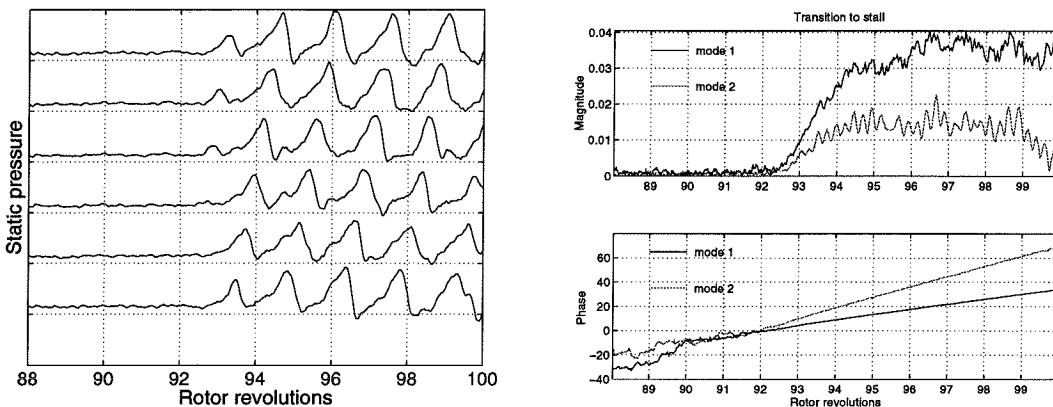 Static pressure
88 90 92 94 96 98 100
Rotor revolutions
Transition to stall
Magnitude
0.04
0.03
0.02
0.01
0
mode 1
mode 2
89 90 91 92 93 94 95 96 97 98 99
Phase
60
40
20
0
-20
-40
mode 1
mode 2
89 90 91 92 93 94 95 96 97 98 99
Rotor revolutions